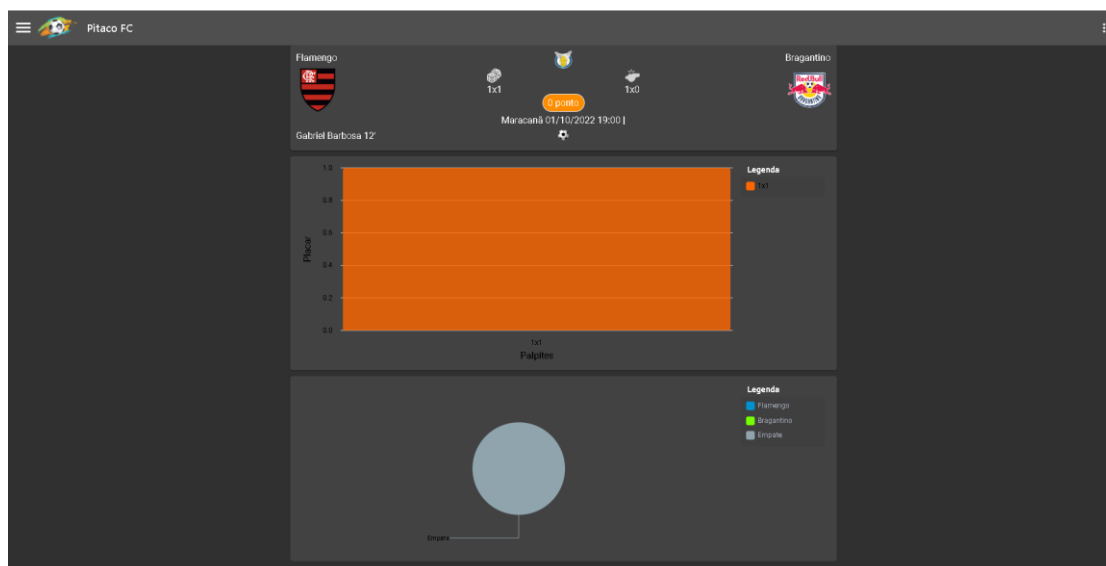 Pitaco FC
Flamengo
Bragantino
1x1
1x0
0 ponto
Maracanã 01/10/2022 19:00 |
Gabriel Barbosa 12'
Legenda
1x1
1.0
0.8
0.6
0.4
0.2
0.0
Placar
1x1
Palpites
Legenda
Flamengo
Bragantino
Empate
Empate